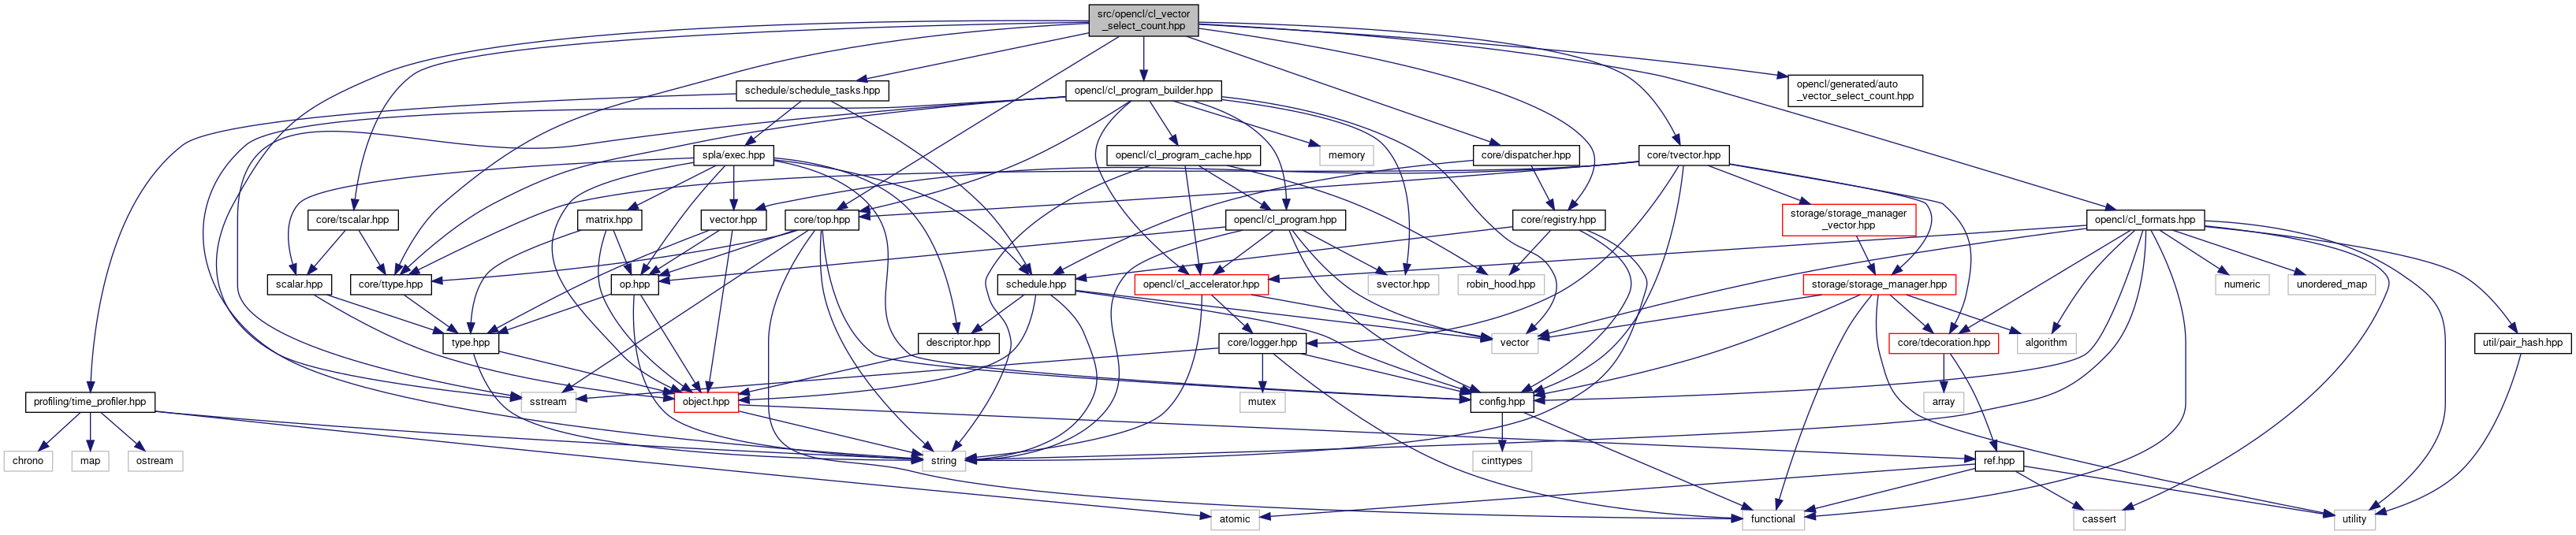 src/opencl/cl_vector
_select_count.hpp
schedule/schedule_tasks.hpp
opencl/cl_program_builder.hpp
opencl/generated/auto
_vector_select_count.hpp
spla/exec.hpp
opencl/cl_program_cache.hpp
memory
core/dispatcher.hpp
core/tvector.hpp
core/tscalar.hpp
matrix.hpp
vector.hpp
core/top.hpp
opencl/cl_program.hpp
core/registry.hpp
storage/storage_manager
_vector.hpp
opencl/cl_formats.hpp
scalar.hpp
core/ttype.hpp
op.hpp
schedule.hpp
opencl/cl_accelerator.hpp
svector.hpp
robin_hood.hpp
storage/storage_manager.hpp
numeric
unordered_map
type.hpp
descriptor.hpp
core/logger.hpp
vector
core/tdecoration.hpp
algorithm
util/pair_hash.hpp
profiling/time_profiler.hpp
sstream
object.hpp
mutex
config.hpp
array
chrono
map
ostream
string
cinttypes
ref.hpp
atomic
functional
cassert
utility